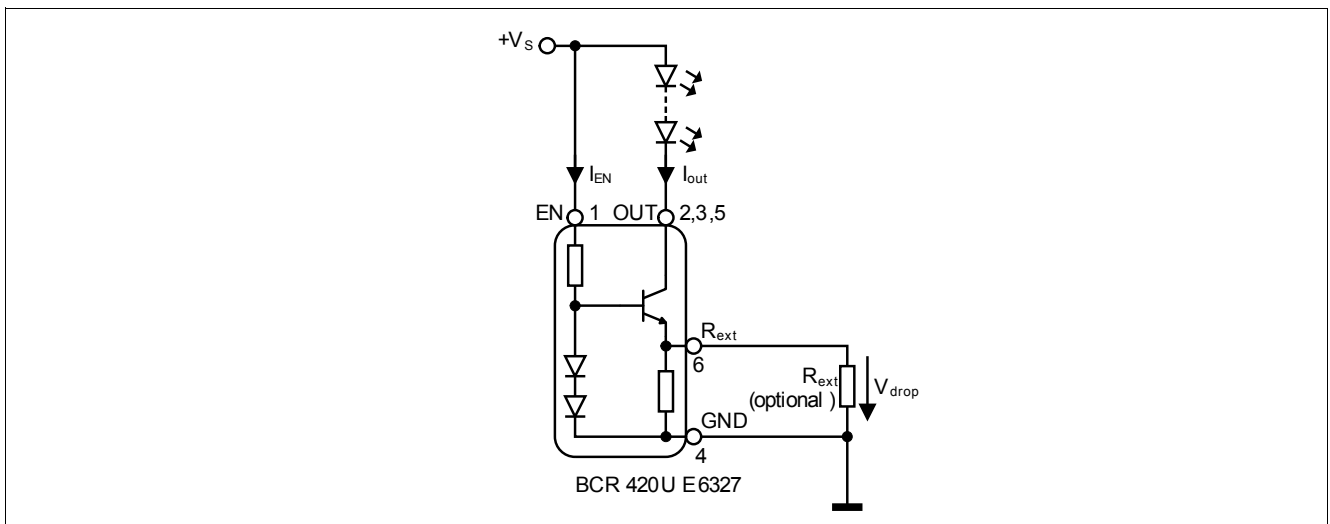 +VS
IEN
Iout
EN 1 OUT 2,3,5
Rext
6
Rext
(optional )
Vdrop
GND
4
BCR 420U E6327